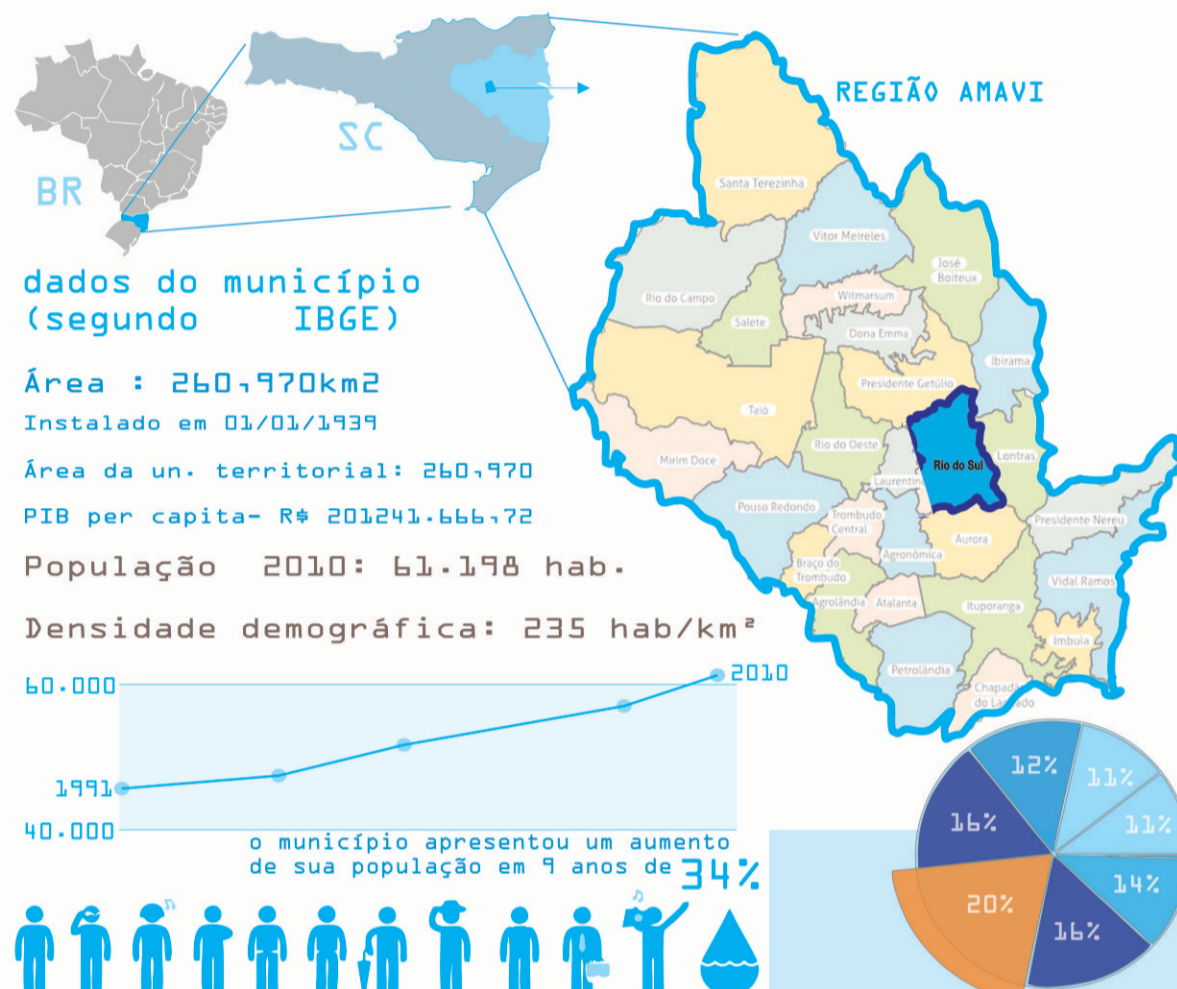 BR
SC
REGIÃO AMAVI
dados do município
(segundo IBGE)
Área : 260,970km2
Instalado em 01/01/1939
Área da un. territorial: 260,970
PIB per capita- R$ 201241.666,72
População 2010: 61.198 hab.
Densidade demográfica: 235 hab/km²
Santa Terezinha
Vitor Meireles
José
Boiteux
Rio do Campo
Witmarsum
Salete
Dona Emma
Ibirama
Presidente Getúlio
Taió
Rio do Oeste
Lontras
Mirim Doce
Laurentino
Rio do Sul
Pouso Redondo
Trombudo
Central
Presidente Nereu
Agronômica
Aurora
Braço do
Trombudo
Vidal Ramos
Agrolândia
Atalanta
Ituporanga
Imbuia
Petrolândia
Chapadã
do La
ado
60.000
2010
1991
40.000
o município apresentou um aumento
de sua população em 9 anos de 34%
12%
11%
11%
16%
14%
20%
16%